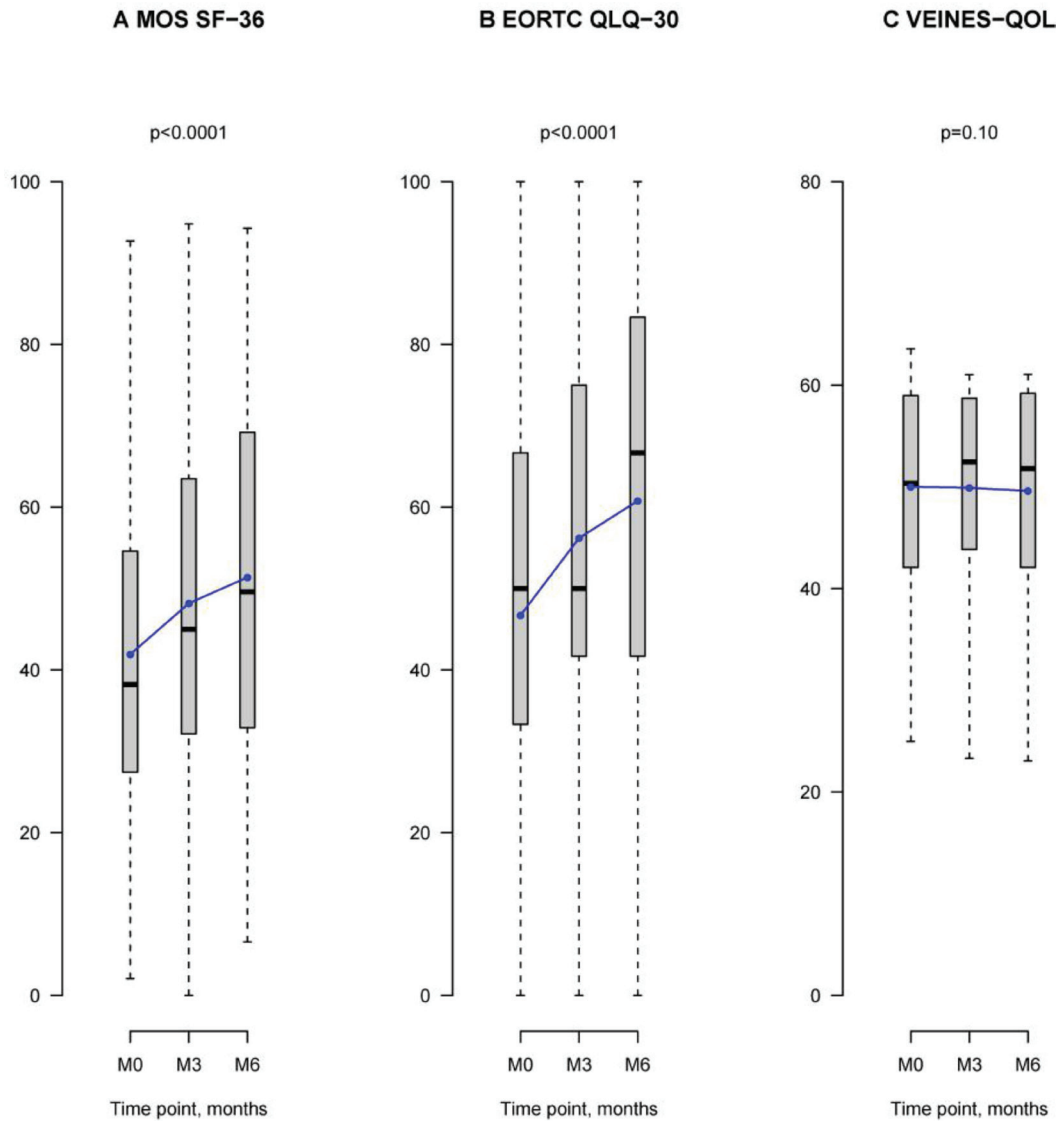 A MOS SF-36
B EORTC QLQ-30
C VEINES-QOL
p<0.0001
p<0.0001
p=0.10
100
80
60
40
20
0
100
80
60
40
20
0
80
60
40
20
0
M0 M3 M6
M0 M3 M6
M0 M3 M6
Time point, months
Time point, months
Time point, months